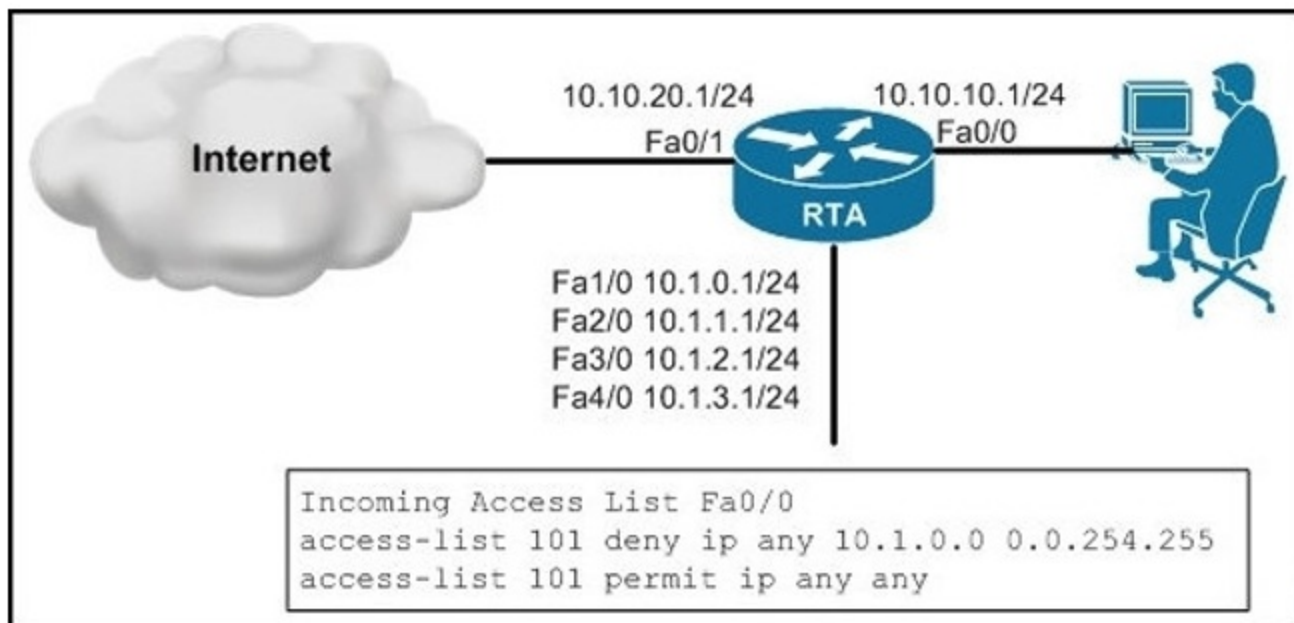 10.10.20.1/24
10.10.10.1/24
Fa0/1
Fa0/0
Internet
RTA
Fa1/0 10.1.0.1/24
Fa2/0 10.1.1.1/24
Fa3/0 10.1.2.1/24
Fa4/0 10.1.3.1/24
Incoming Access List Fa0/0
access-list 101 deny ip any 10.1.0.0 0.0.254.255
access-list 101 permit ip any any